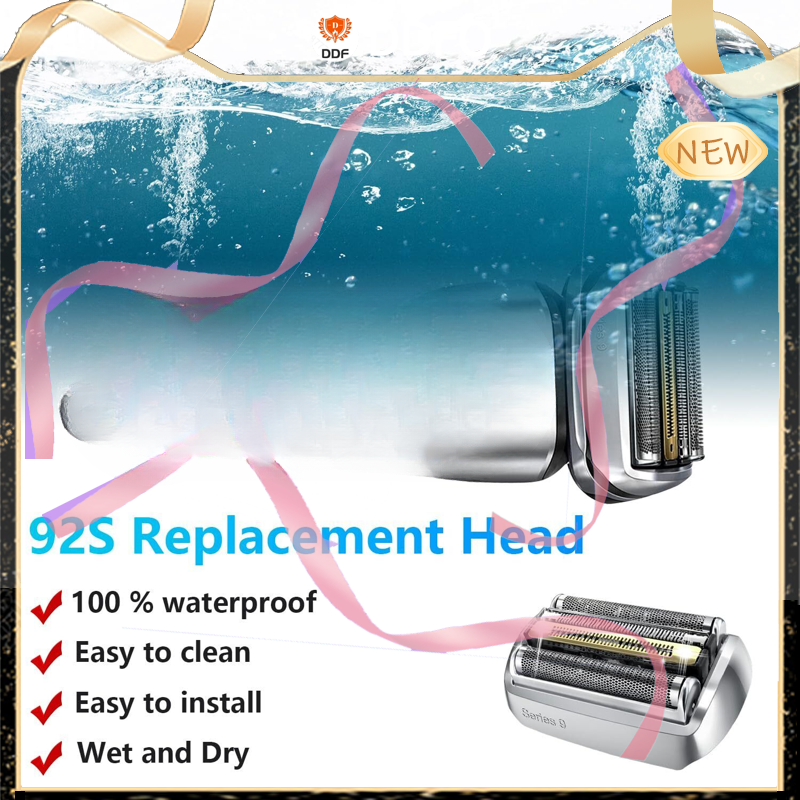 DDF
NEW
92S Replacement Head
100 % waterproof
Easy to clean
Easy to install
Wet and Dry
Series 9